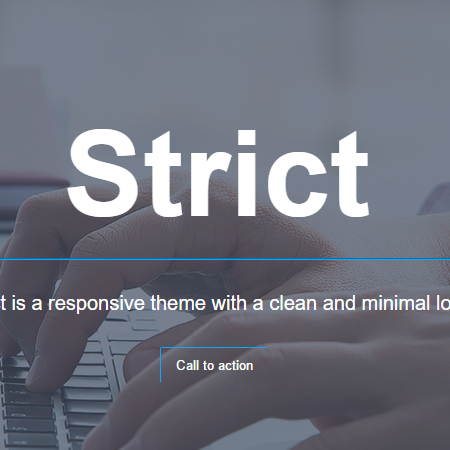 Strict
t is a responsive theme with a clean and minimal lo
Call to action